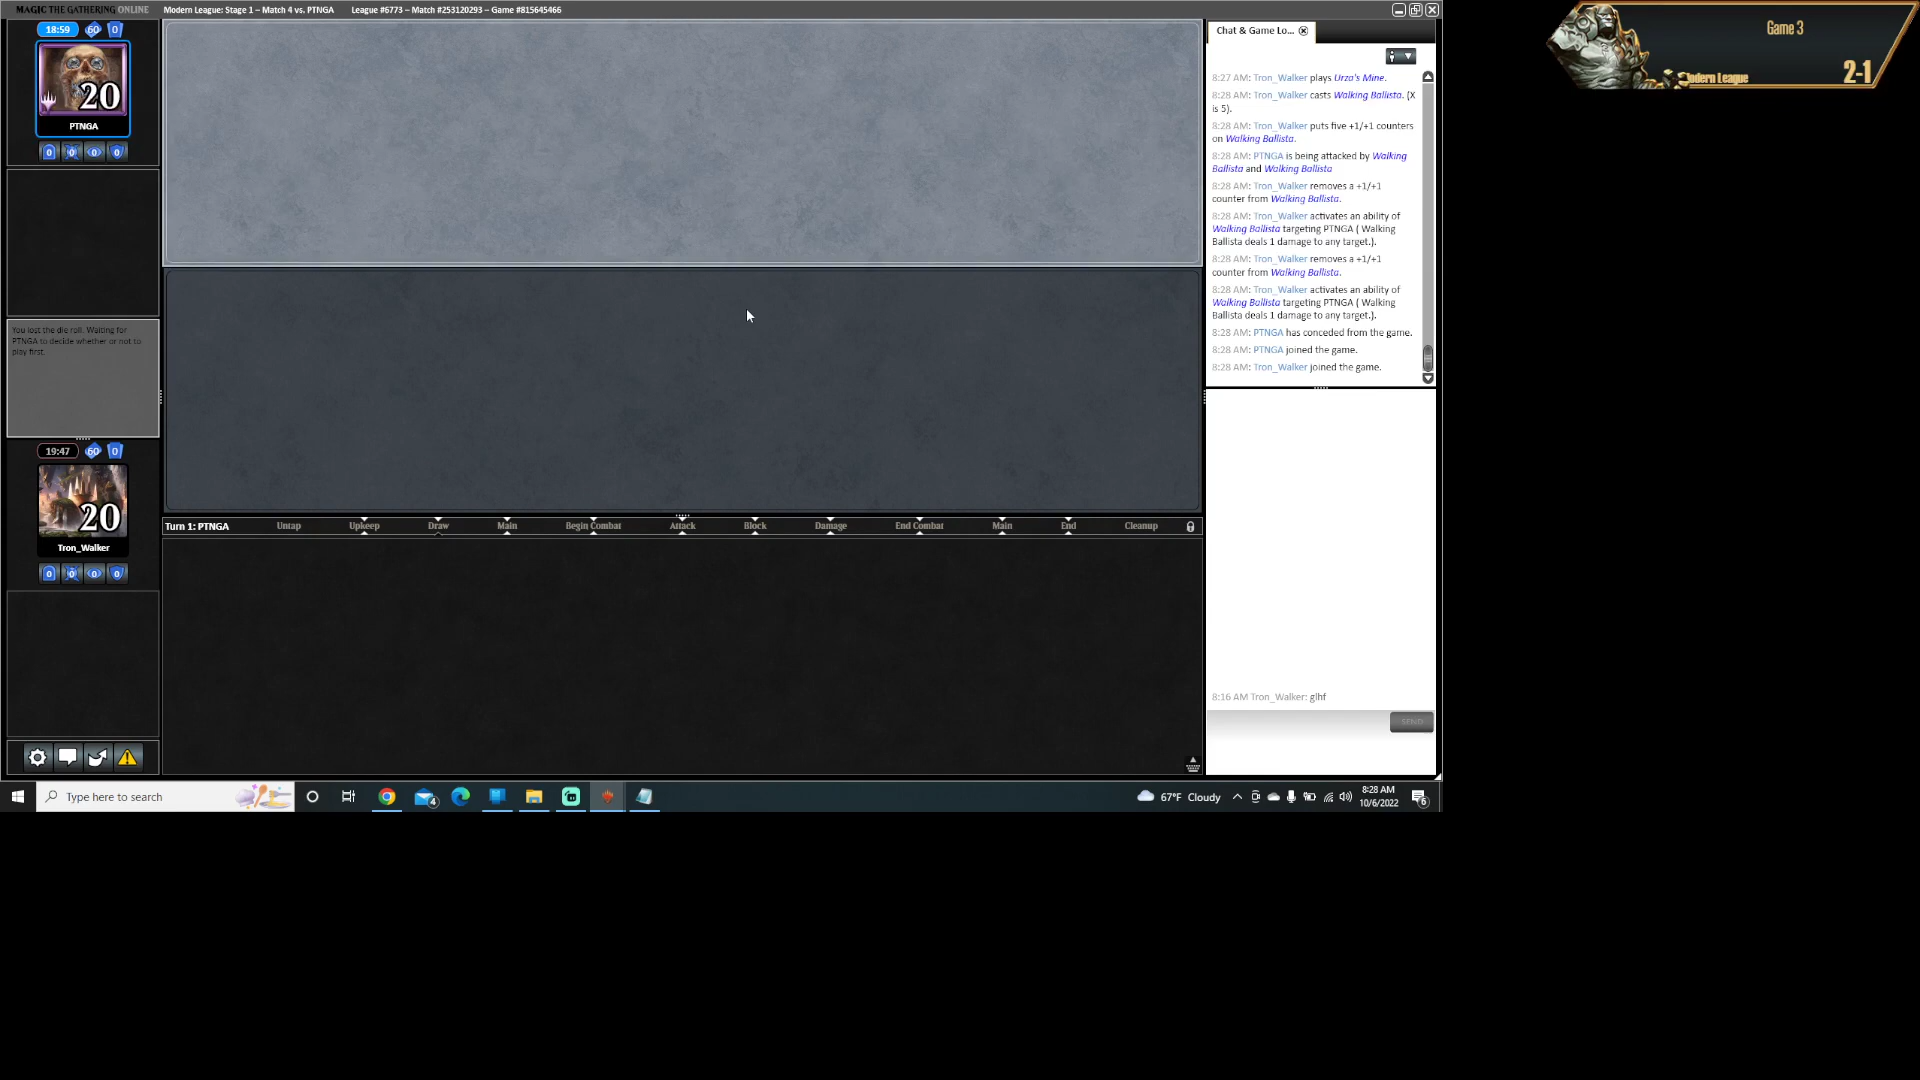 MAGIC THE GATHERING ONLINE
Modern League: Stage 1 – Match 4 vs. PTNGA
League #6773 – Match #253120293 – Game #815645466
18:59
60
0
20
PTNGA
0
0
0
0
You lost the die roll. Waiting for
PTNGA to decide whether or not to
play first.
19:47
60
0
20
Tron_Walker
0
0
0
0
Turn 1: PTNGA
Untap
Upkeep
Draw
Main
Begin Combat
Attack
Block
Damage
End Combat
Main
End
Cleanup
Chat & Game Lo...
8:27 AM: Tron_Walker plays Urza's Mine.
8:28 AM: Tron_Walker casts Walking Ballista. (X
is 5).
8:28 AM: Tron_Walker puts five +1/+1 counters
on Walking Ballista.
8:28 AM: PTNGA is being attacked by Walking
Ballista and Walking Ballista
8:28 AM: Tron_Walker removes a +1/+1
counter from Walking Ballista.
8:28 AM: Tron_Walker activates an ability of
Walking Ballista targeting PTNGA ( Walking
Ballista deals 1 damage to any target.).
8:28 AM: Tron_Walker removes a +1/+1
counter from Walking Ballista.
8:28 AM: Tron_Walker activates an ability of
Walking Ballista targeting PTNGA ( Walking
Ballista deals 1 damage to any target.).
8:28 AM: PTNGA has conceded from the game.
8:28 AM: PTNGA joined the game.
8:28 AM: Tron_Walker joined the game.
8:16 AM Tron_Walker: glhf
SEND
Game 3
Modern League
2-1
Type here to search
4
67°F Cloudy
8:28 AM
10/6/2022
6